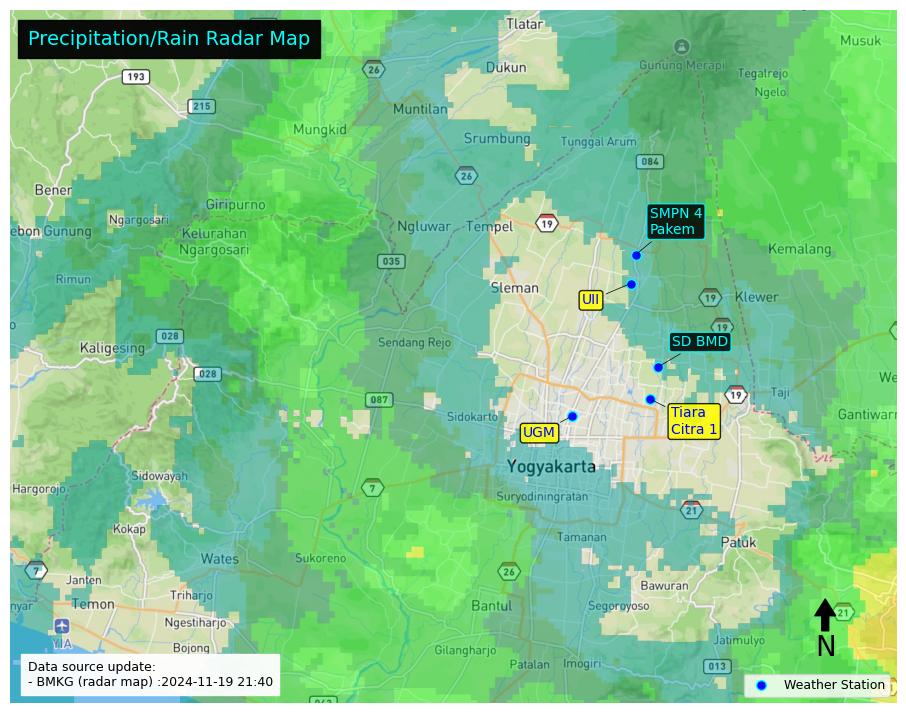 Precipitation/Rain Radar Map
Tlatar
Musuk
26
Dukun
Gunung Merapi
Tegalrejo
193
215
Ngelo
Muntilan
Mungkid
Srumbung
Tunggal Arum
084
26
Bener
Giripurno
SMPN 4
Pakem
Ngargosari
Ngluwar
Tempel
19
ebon Gunung
Kelurahan
Ngargosari
Kemalang
035
Rimun
Sleman
UII
19
Klewer
19
028
Kaligesing
Sendang Rejo
SD BMD
028
We
087
19
Taji
Sidokarto
Tiara
Citra 1
Gantiwarn
UGM
Yogyakarta
Sidowayah
Hargorojo
7
Suryodiningratan
21
Kokap
Tamanan
Patuk
Wates
Sukoreno
7
26
Janten
Bawuran
Triharjo
nyar
Temon
Bantul
Segoroyoso
21
Ngestiharjo
N
YIA
Jatimulyo
Bojong
Gilangharjo
Patalan
Imogiri
013
Data source update:
- BMKG (radar map) :2024-11-19 21:40
Weather Station